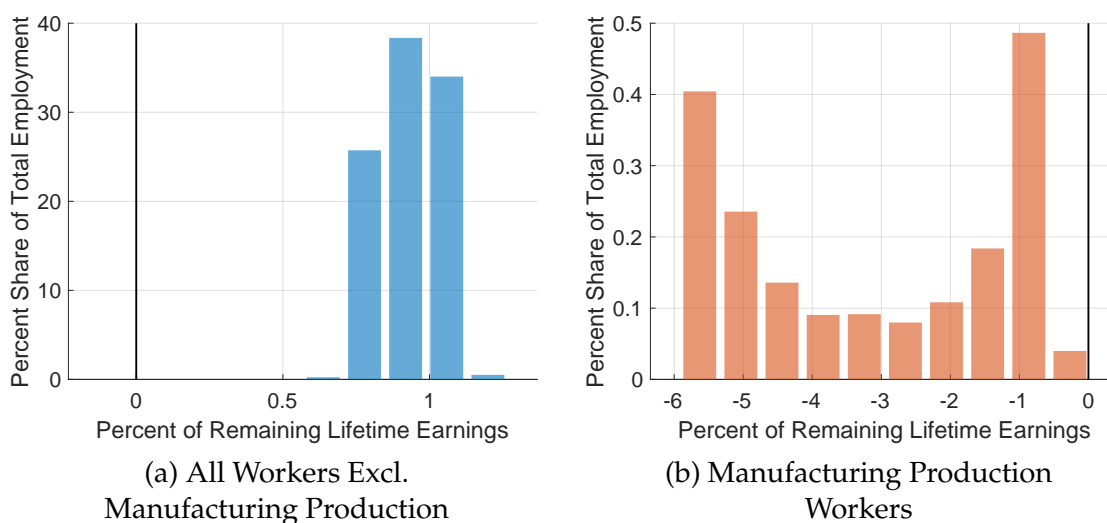 Percent Share of Total Employment
40
30
20
10
0
0
0.5
1
Percent of Remaining Lifetime Earnings
(a) All Workers Excl.
Manufacturing Production
Percent Share of Total Employment
0.5
0.4
0.3
0.2
0.1
0
-6
-5
-4
-3
-2
-1
0
Percent of Remaining Lifetime Earnings
(b) Manufacturing Production
Workers